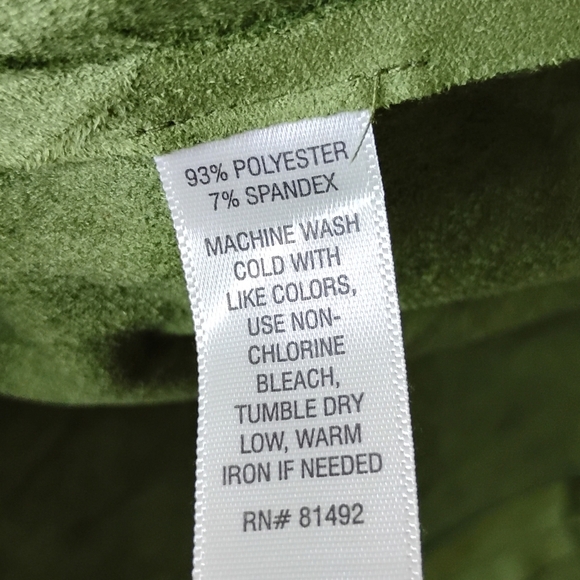 93% POLYESTER
7% SPANDEX
MACHINE WASH
COLD WITH
LIKE COLORS,
USE NON-
CHLORINE
BLEACH,
TUMBLE DRY
LOW, WARM
IRON IF NEEDED
RN# 81492